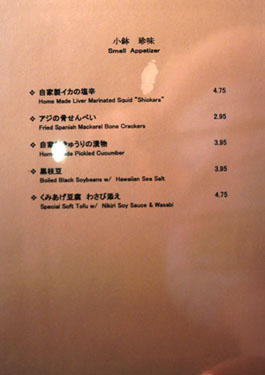 小鉢 珍味
Small Appetizer
❖ 自家製イカの塩辛 4.75
Home Made Liver Marinated Squid "Shiokara"
❖ アジの骨せんべい 2.95
Fried Spanish Mackarel Bone Crackers
❖ 自家 きゅうりの漬物 3.95
Home Pickled Cucumber
❖ 黒枝豆 3.95
Boiled Black Soybeans w/ Hawaiian Sea Salt
❖ くみあげ豆腐 わさび添え 4.75
Special Soft Tofu w/ Nikiri Soy Sauce & Wasabi